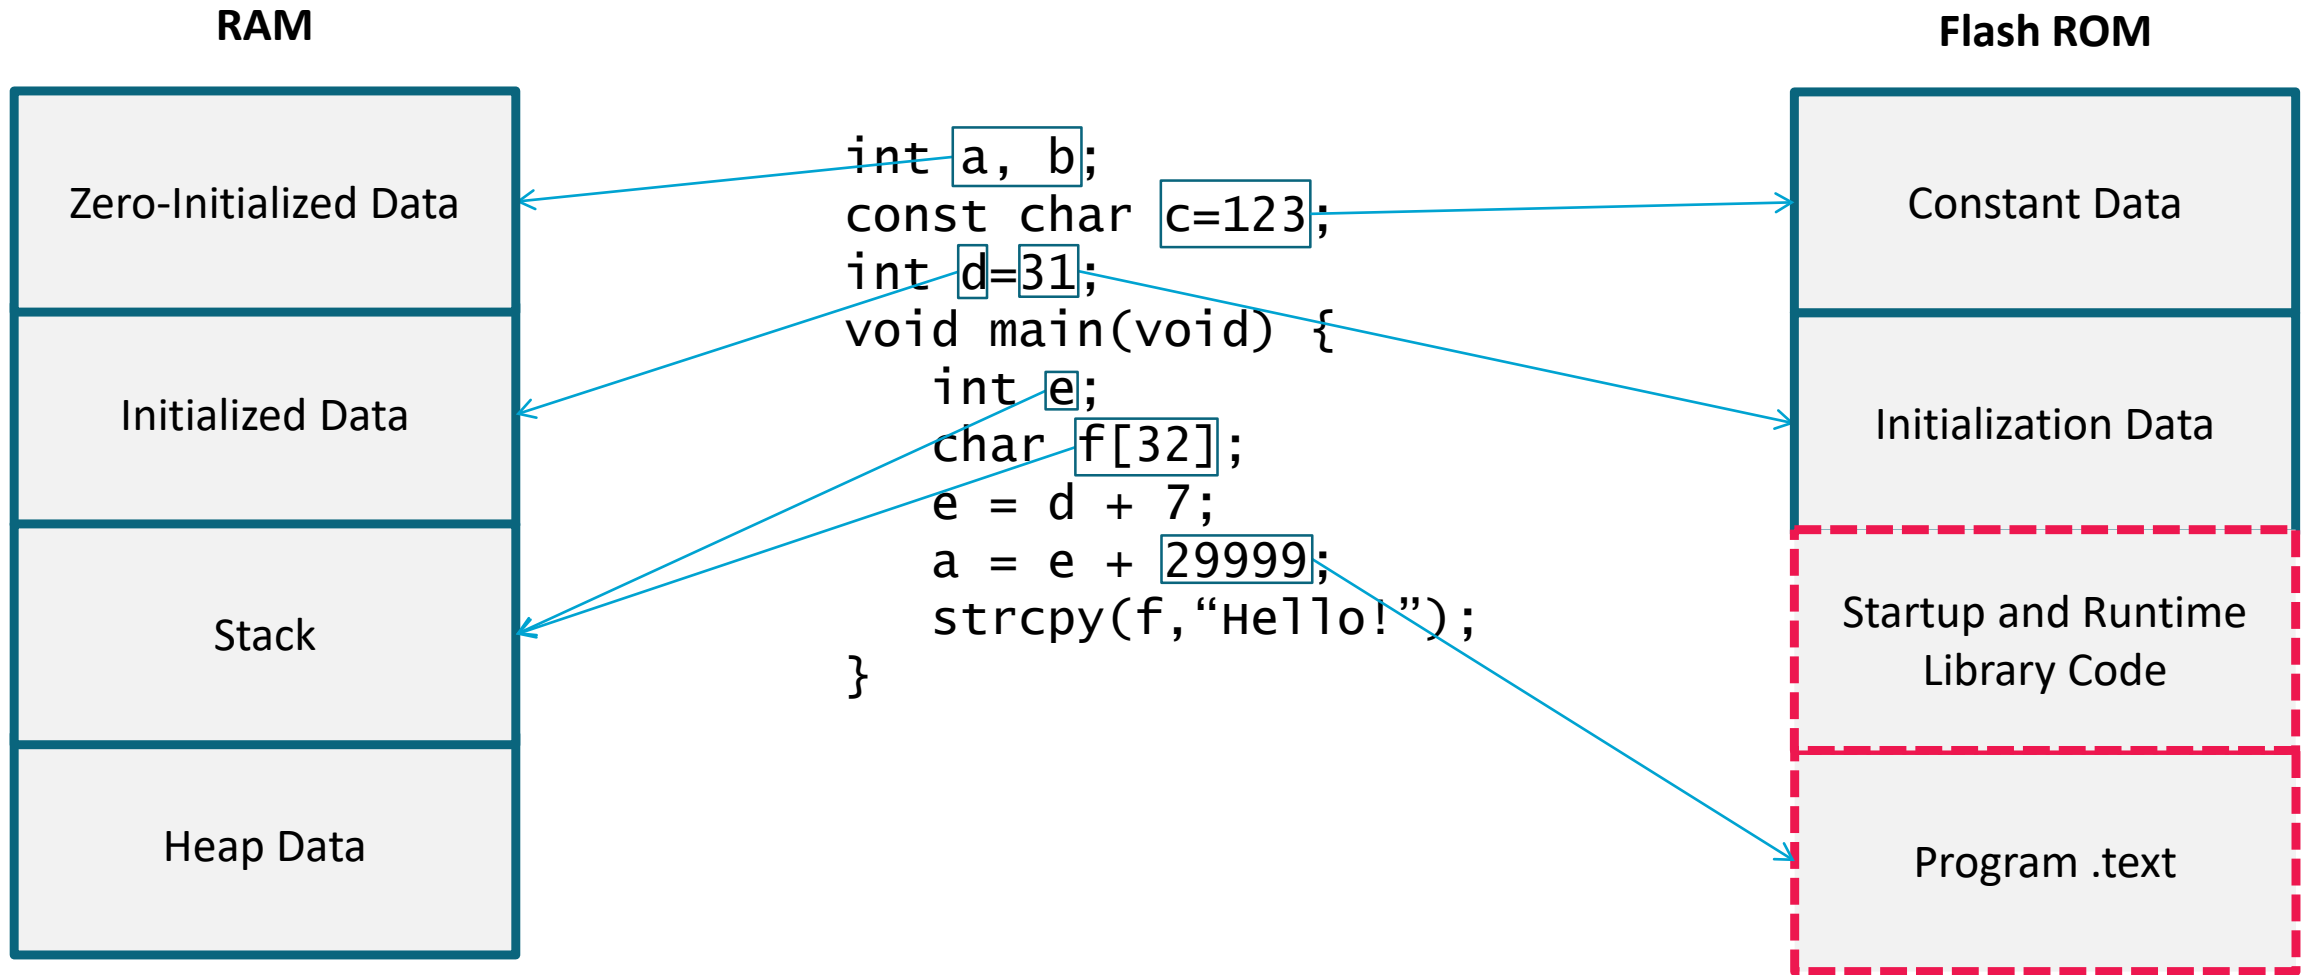 RAM
Zero-Initialized Data
Initialized Data
Stack
Heap Data
int a, b;
const char c=123;
int d=31;
void main(void) {
   int e;
   char f[32];
   e = d + 7;
   a = e + 29999;
   strcpy(f,“Hello!”);
}
Flash ROM
Constant Data
Initialization Data
Startup and Runtime
Library Code
Program .text